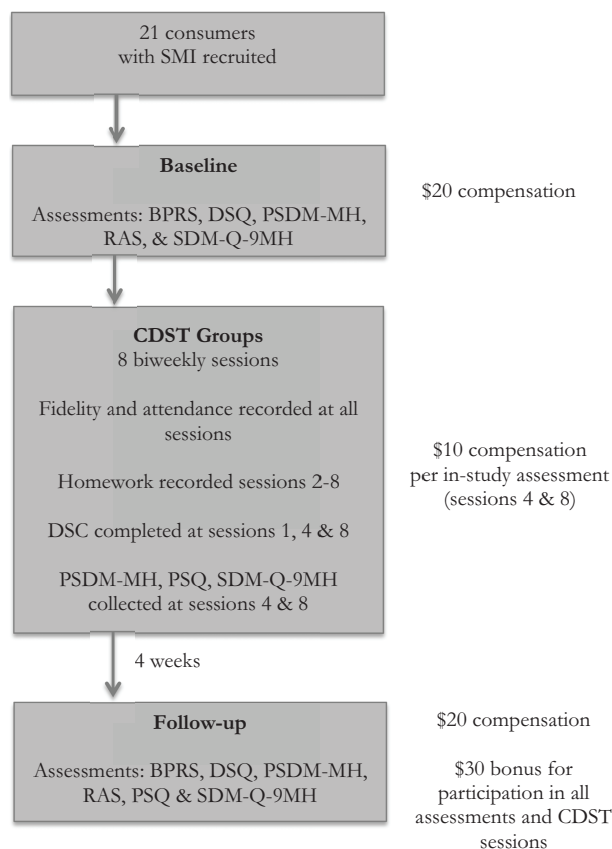 21 consumers
with SMI recruited
Baseline
$20 compensation
Assessments: BPRS, DSQ, PSDM-MH,
RAS, & SDM-Q-9MH
CDST Groups
8 biweekly sessions
Fidelity and attendance recorded at all
sessions
Homework recorded sessions 2-8
DSC completed at sessions 1, 4 & 8
PSDM-MH, PSQ, SDM-Q-9MH
collected at sessions 4 & 8
$10 compensation
per in-study assessment
(sessions 4 & 8)
4 weeks
Follow-up
Assessments: BPRS, DSQ, PSDM-MH,
RAS, PSQ & SDM-Q-9MH
$20 compensation
$30 bonus for
participation in all
assessments and CDST
sessions